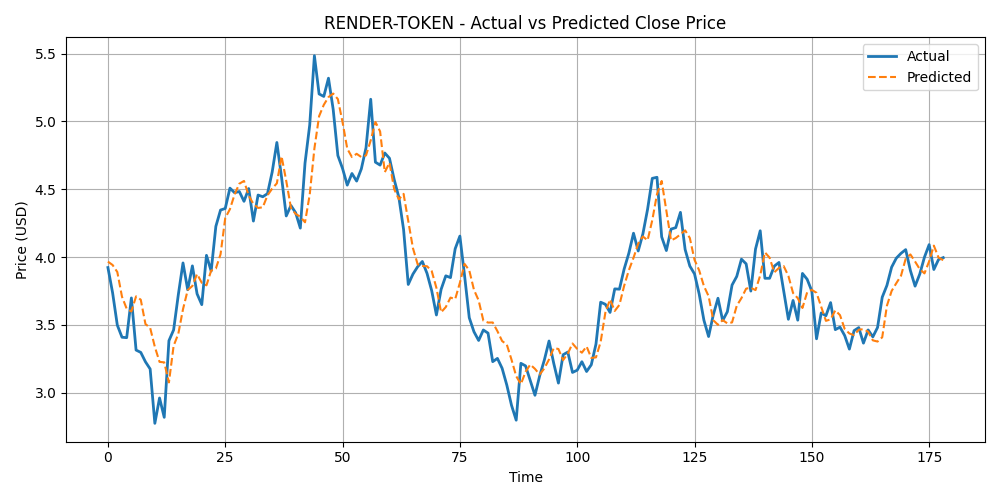 RENDER-TOKEN - Actual vs Predicted Close Price
Actual
Predicted
Price (USD)
5.5
5.0
4.5
4.0
3.5
3.0
0 25 50 75 100 125 150 175
Time